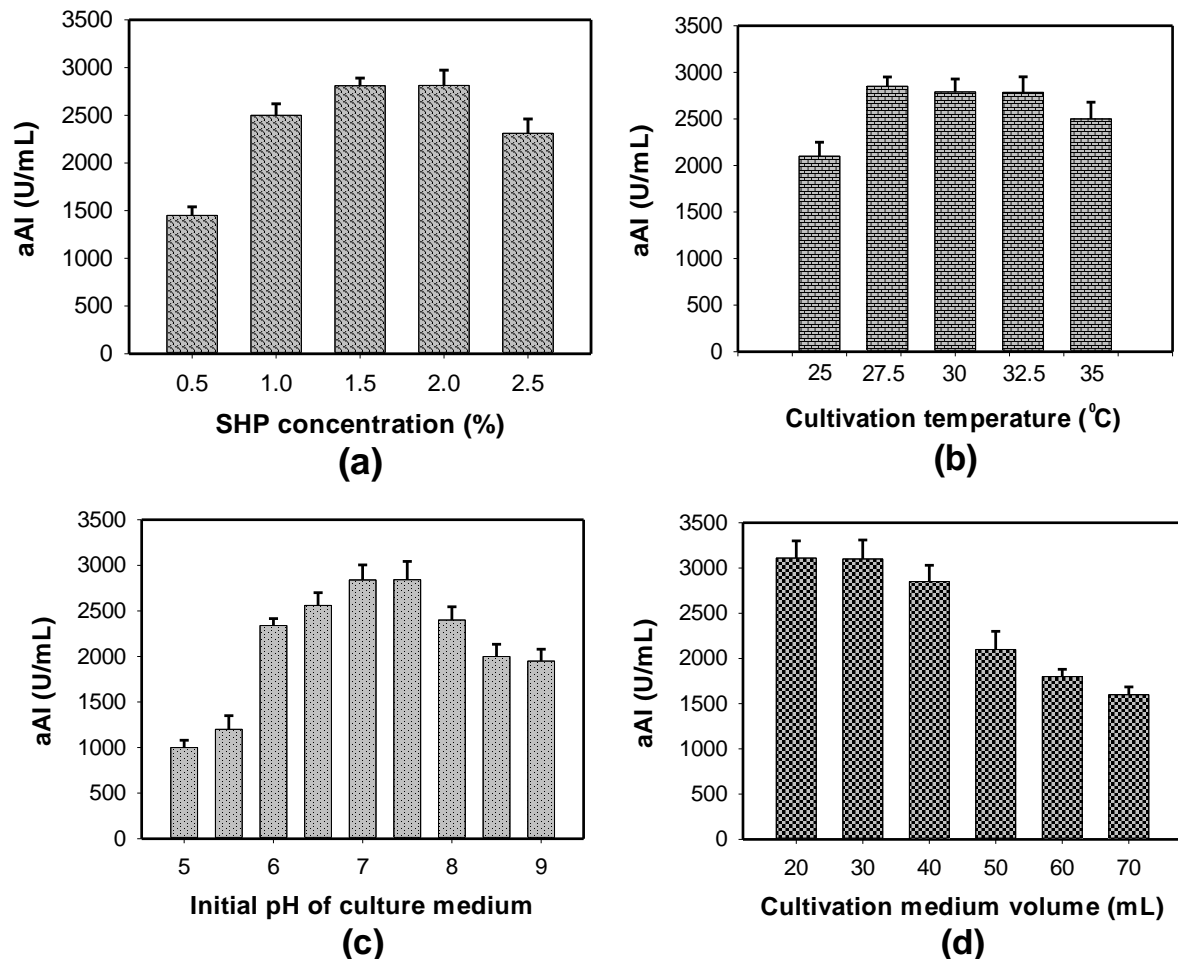 3500
3000
2500
2000
1500
1000
500
0
aAI (U/mL)
0.5 1.0 1.5 2.0 2.5
SHP concentration (%)
(a)
3500
3000
2500
2000
1500
1000
500
0
aAI (U/mL)
25 27.5 30 32.5 35
Cultivation temperature (⁰C)
(b)
3500
3000
2500
2000
1500
1000
500
0
aAI (U/mL)
5 6 7 8 9
Initial pH of culture medium
(c)
3500
3000
2500
2000
1500
1000
500
0
aAI (U/mL)
20 30 40 50 60 70
Cultivation medium volume (mL)
(d)